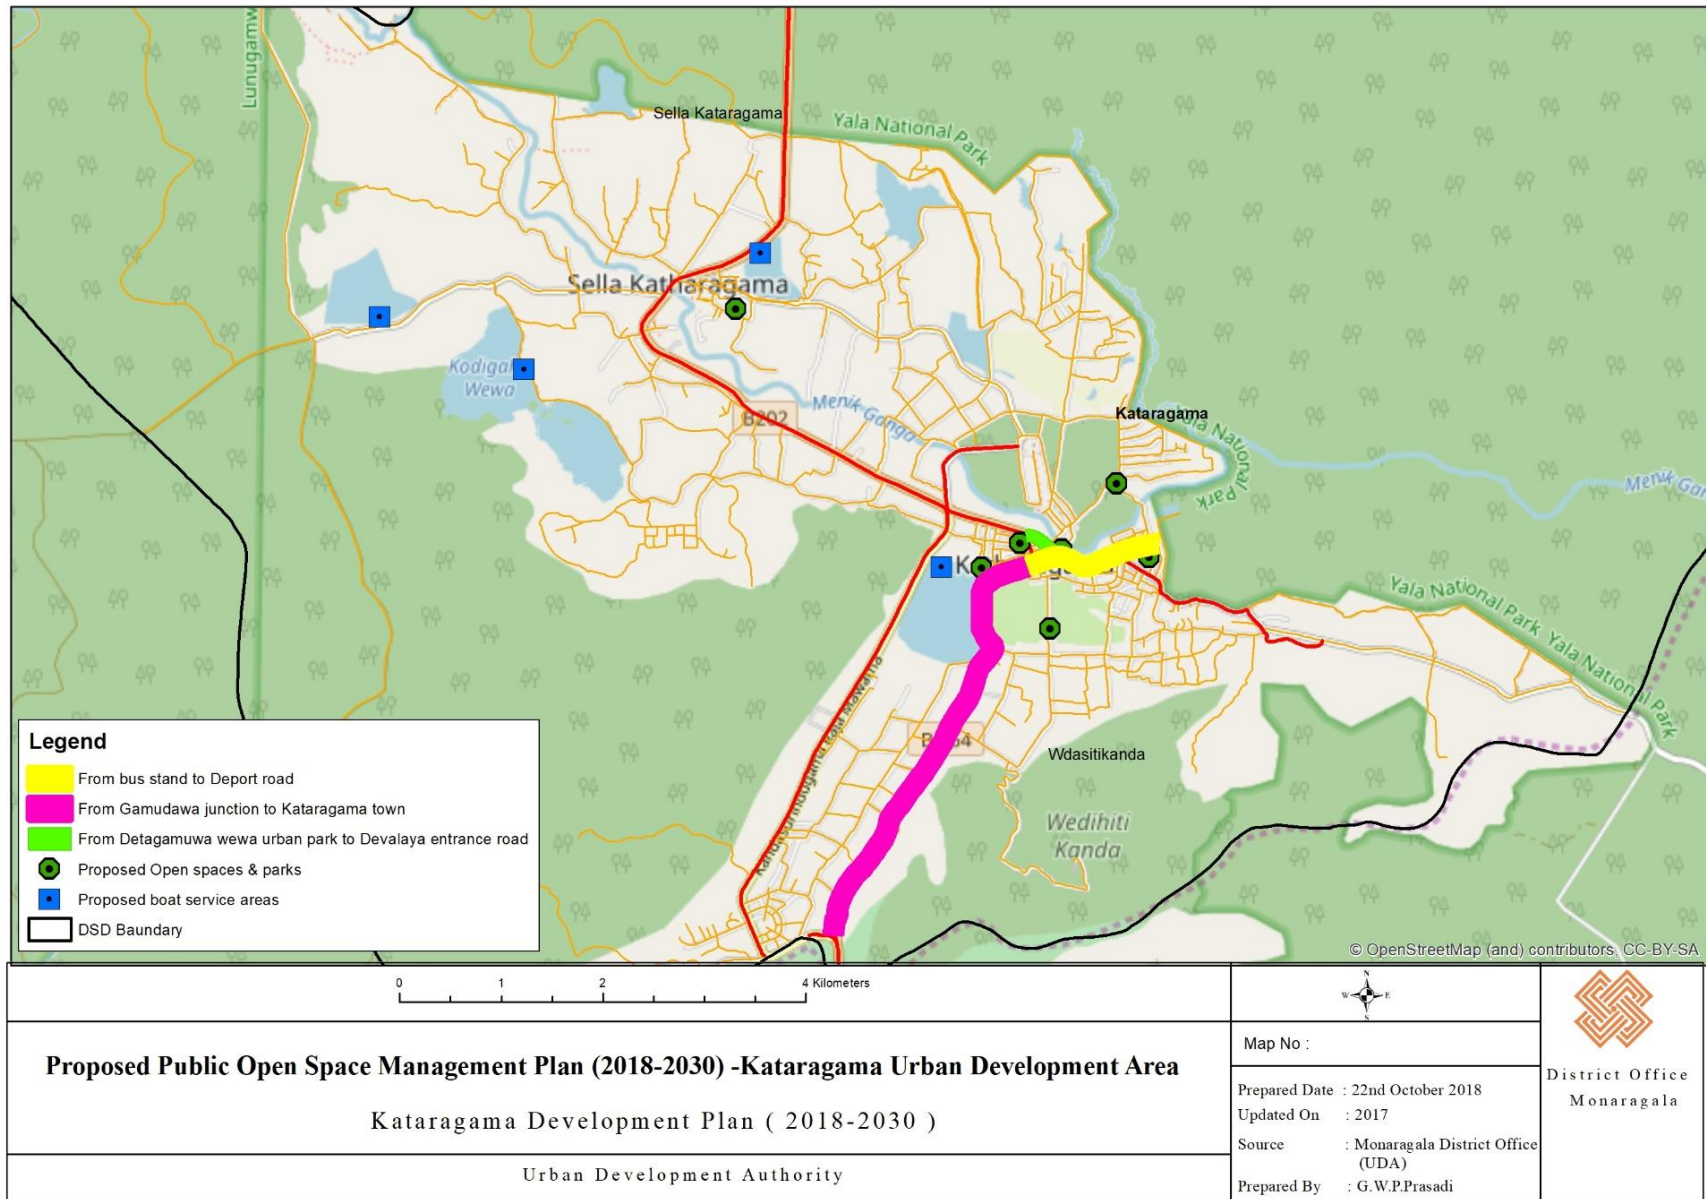 Lunugamw
Sella Kataragama
Yala National Park
Sella Katharagama
Kodigah
Wewa
B202
Menik Ganga
Kataragama
Yala National Park
Menik Gan
Yala National Park
Yala National Park
Wdasitikanda
Wedihiti
Kanda
Legend
From bus stand to Deport road
From Gamudawa junction to Kataragama town
From Detagamuwa wewa urban park to Devalaya entrance road
Proposed Open spaces & parks
Proposed boat service areas
DSD Baundary
© OpenStreetMap (and) contributors, CC-BY-SA
0 1 2 4 Kilometers
N
W E
S
Proposed Public Open Space Management Plan (2018-2030) -Kataragama Urban Development Area
Kataragama Development Plan ( 2018-2030 )
Urban Development Authority
Map No :
Prepared Date : 22nd October 2018
Updated On : 2017
Source : Monaragala District Office
(UDA)
Prepared By : G.W.P.Prasadi
District Office
Monaragala